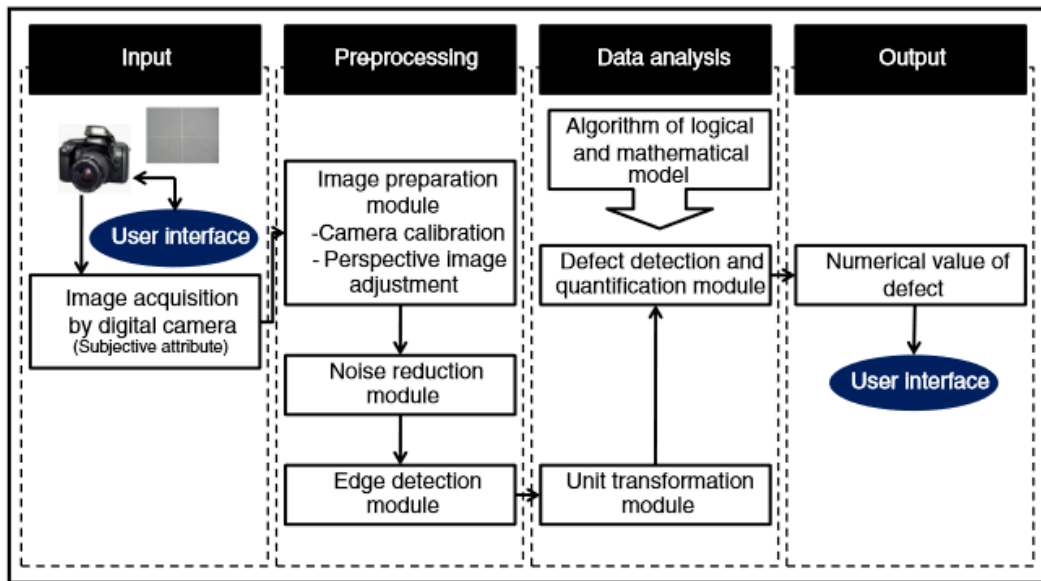 Input
User interface
Image acquisition
by digital camera
(Subjective attribute)
Preprocessing
Image preparation
module
-Camera calibration
- Perspective image
adjustment
Noise reduction
module
Edge detection
module
Data analysis
Algorithm of logical
and mathematical
model
Defect detection and
quantification module
Unit transformation
module
Output
Numerical value of
defect
User interface